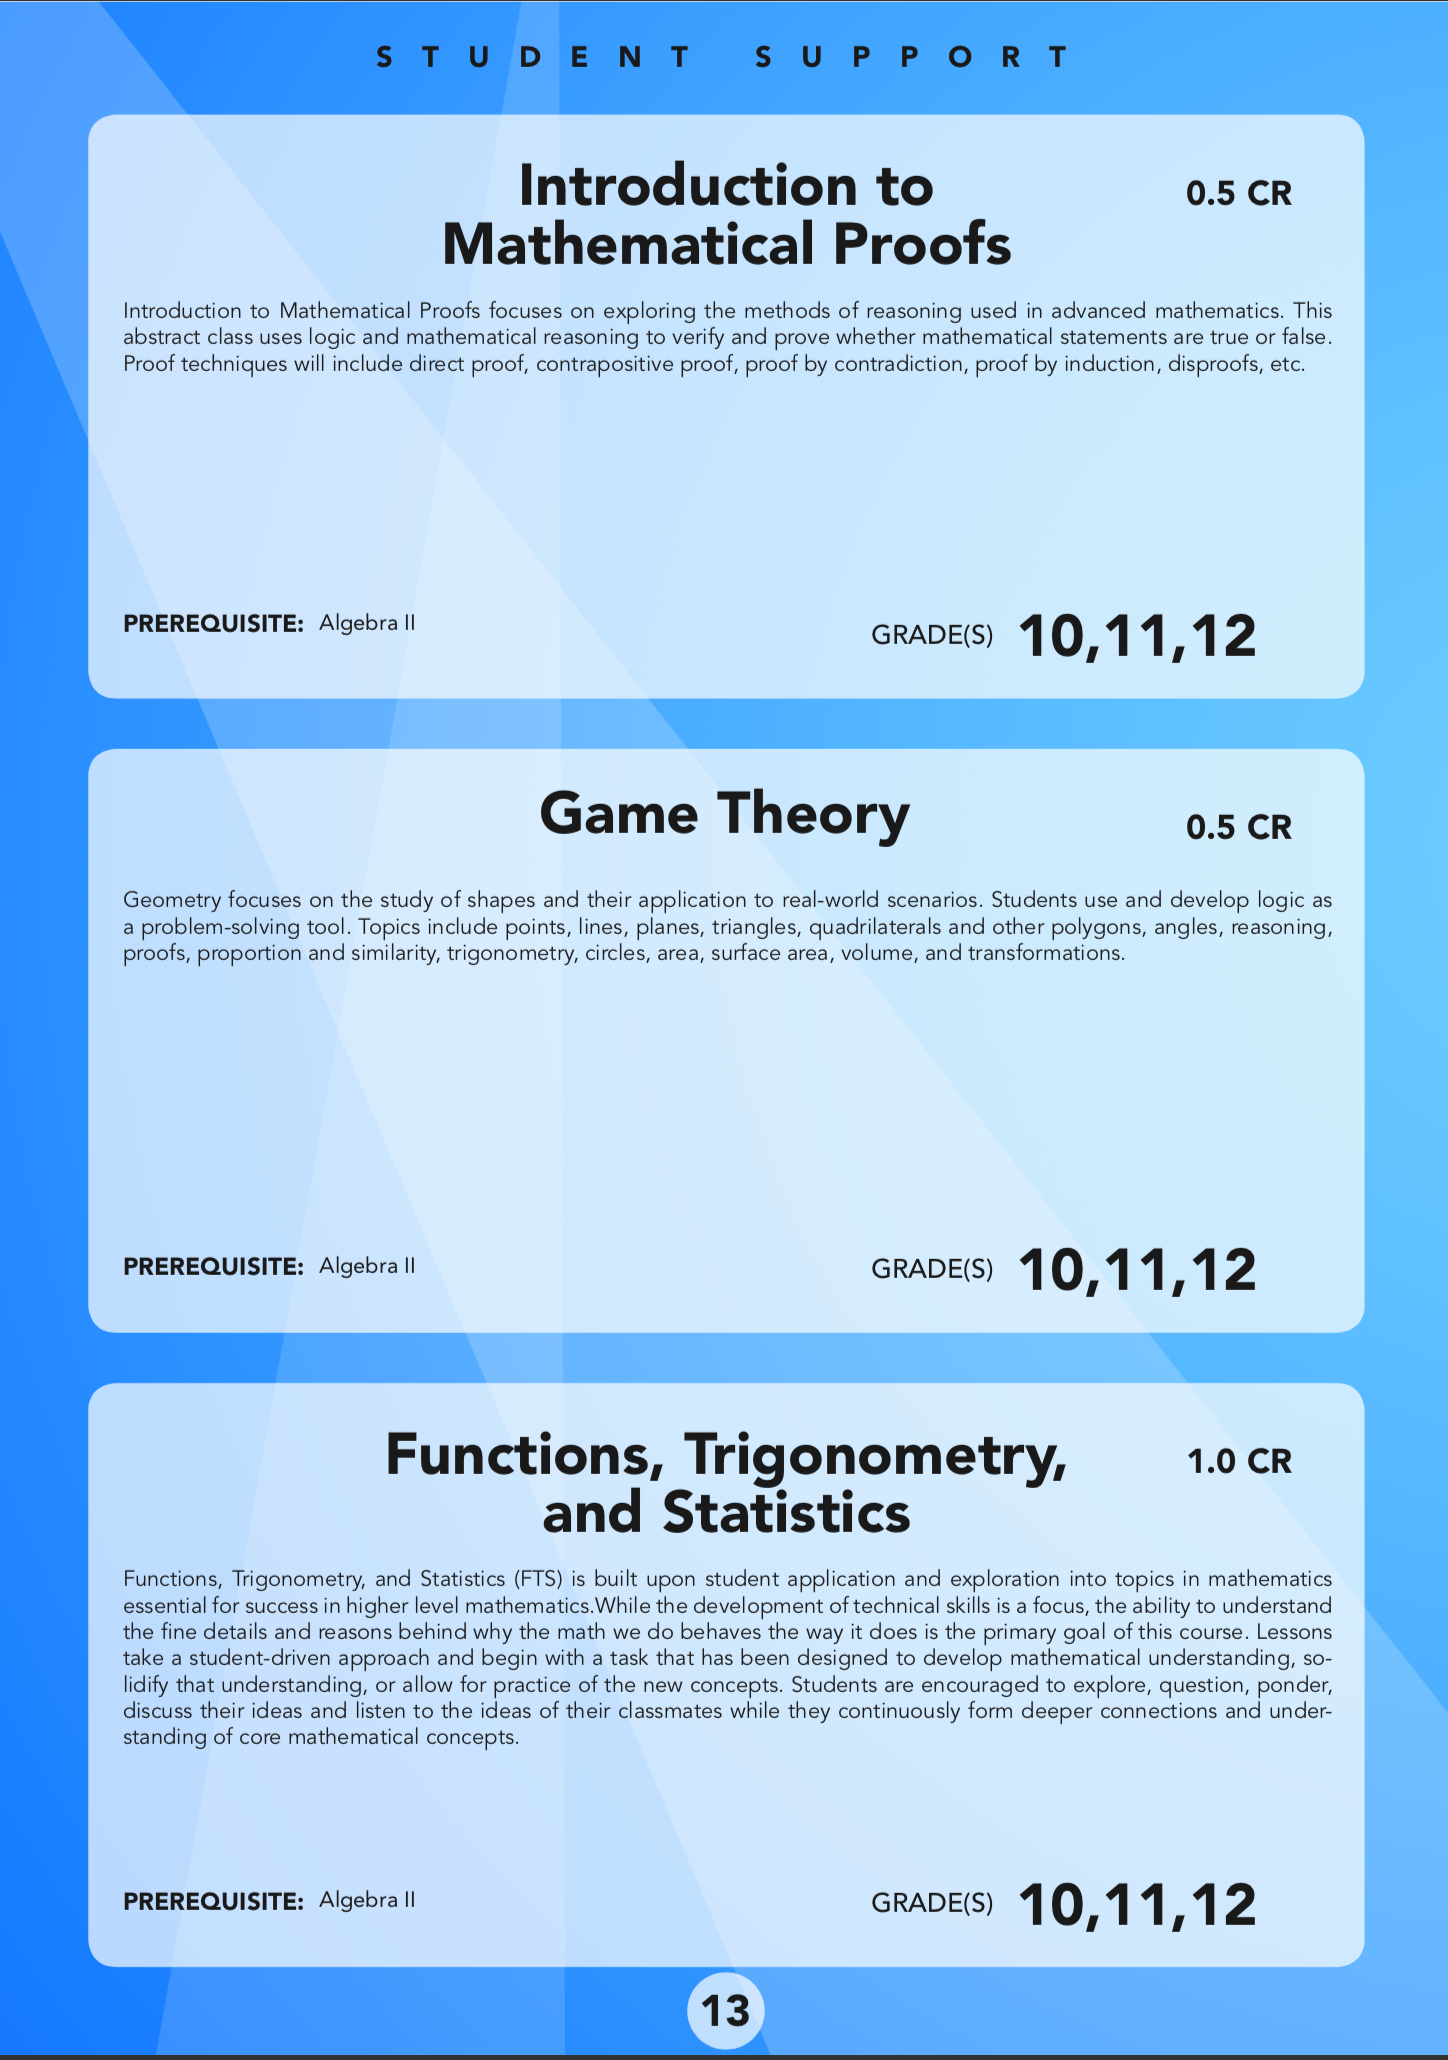 STUDENT SUPPORT
Introduction to
Mathematical Proofs
0.5 CR
Introduction to Mathematical Proofs focuses on exploring the methods of reasoning used in advanced mathematics. This
abstract class uses logic and mathematical reasoning to verify and prove whether mathematical statements are true or false.
Proof techniques will include direct proof, contrapositive proof, proof by contradiction, proof by induction, disproofs, etc.
PREREQUISITE: Algebra II
GRADE(S) 10,11,12
Game Theory
0.5 CR
Geometry focuses on the study of shapes and their application to real-world scenarios. Students use and develop logic as
a problem-solving tool. Topics include points, lines, planes, triangles, quadrilaterals and other polygons, angles, reasoning,
proofs, proportion and similarity, trigonometry, circles, area, surface area, volume, and transformations.
PREREQUISITE: Algebra II
GRADE(S) 10,11,12
Functions, Trigonometry,
and Statistics
1.0 CR
Functions, Trigonometry, and Statistics (FTS) is built upon student application and exploration into topics in mathematics
essential for success in higher level mathematics.While the development of technical skills is a focus, the ability to understand
the fine details and reasons behind why the math we do behaves the way it does is the primary goal of this course. Lessons
take a student-driven approach and begin with a task that has been designed to develop mathematical understanding, so-
lidify that understanding, or allow for practice of the new concepts. Students are encouraged to explore, question, ponder,
discuss their ideas and listen to the ideas of their classmates while they continuously form deeper connections and under-
standing of core mathematical concepts.
PREREQUISITE: Algebra II
GRADE(S) 10,11,12
13